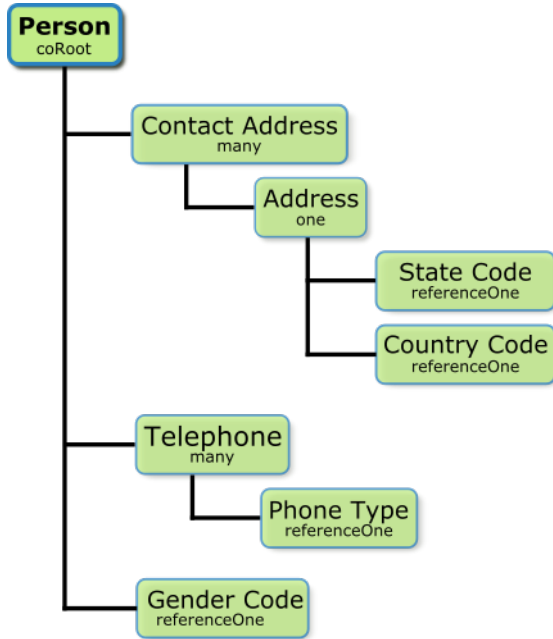 Person
coRoot
Contact Address
many
Address
one
State Code
referenceOne
Country Code
referenceOne
Telephone
many
Phone Type
referenceOne
Gender Code
referenceOne